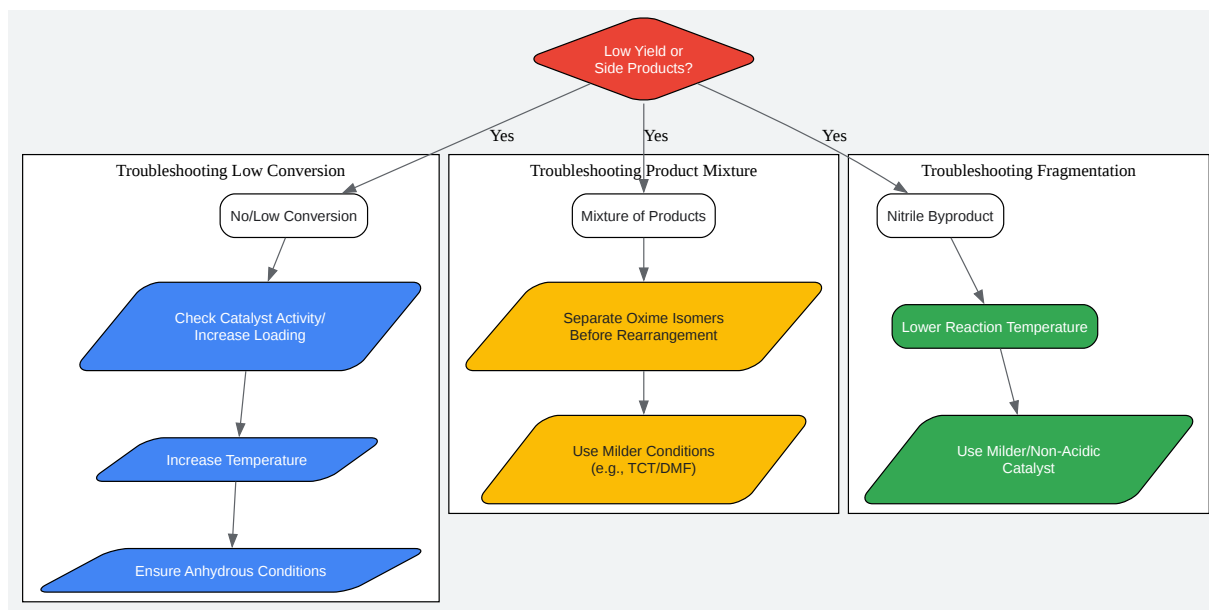 Low Yield or
Side Products?
Yes
Yes
Yes
Troubleshooting Low Conversion
No/Low Conversion
Check Catalyst Activity/
Increase Loading
Increase Temperature
Ensure Anhydrous Conditions
Troubleshooting Product Mixture
Mixture of Products
Separate Oxime Isomers
Before Rearrangement
Use Milder Conditions
(e.g., TCT/DMF)
Troubleshooting Fragmentation
Nitrile Byproduct
Lower Reaction Temperature
Use Milder/Non-Acidic
Catalyst